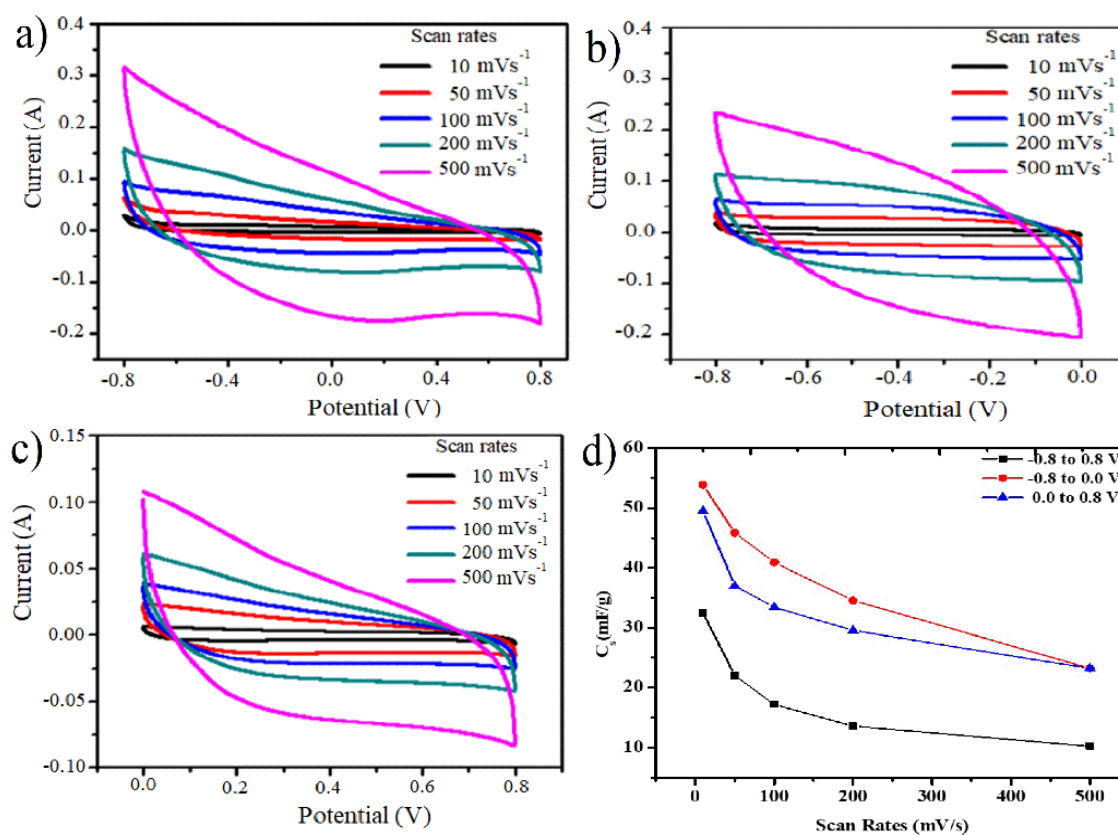 a)
Scan rates
10 mVs-1
50 mVs-1
100 mVs-1
200 mVs-1
500 mVs-1
0.4
0.3
0.2
0.1
0.0
-0.1
-0.2
Current (A)
-0.8 -0.4 0.0 0.4 0.8
Potential (V)
b)
Scan rates
10 mVs-1
50 mVs-1
100 mVs-1
200 mVs-1
500 mVs-1
0.4
0.3
0.2
0.1
0.0
-0.1
-0.2
Current (A)
-0.8 -0.6 -0.4 -0.2 0.0
Potential (V)
c)
Scan rates
10 mVs-1
50 mVs-1
100 mVs-1
200 mVs-1
500 mVs-1
0.15
0.10
0.05
0.00
-0.05
-0.10
Current (A)
0.0 0.2 0.4 0.6 0.8
Potential (V)
d)
-0.8 to 0.8 V
-0.8 to 0.0 V
0.0 to 0.8 V
60
50
40
30
20
10
Cs(mF/g)
0 100 200 300 400 500
Scan Rates (mV/s)